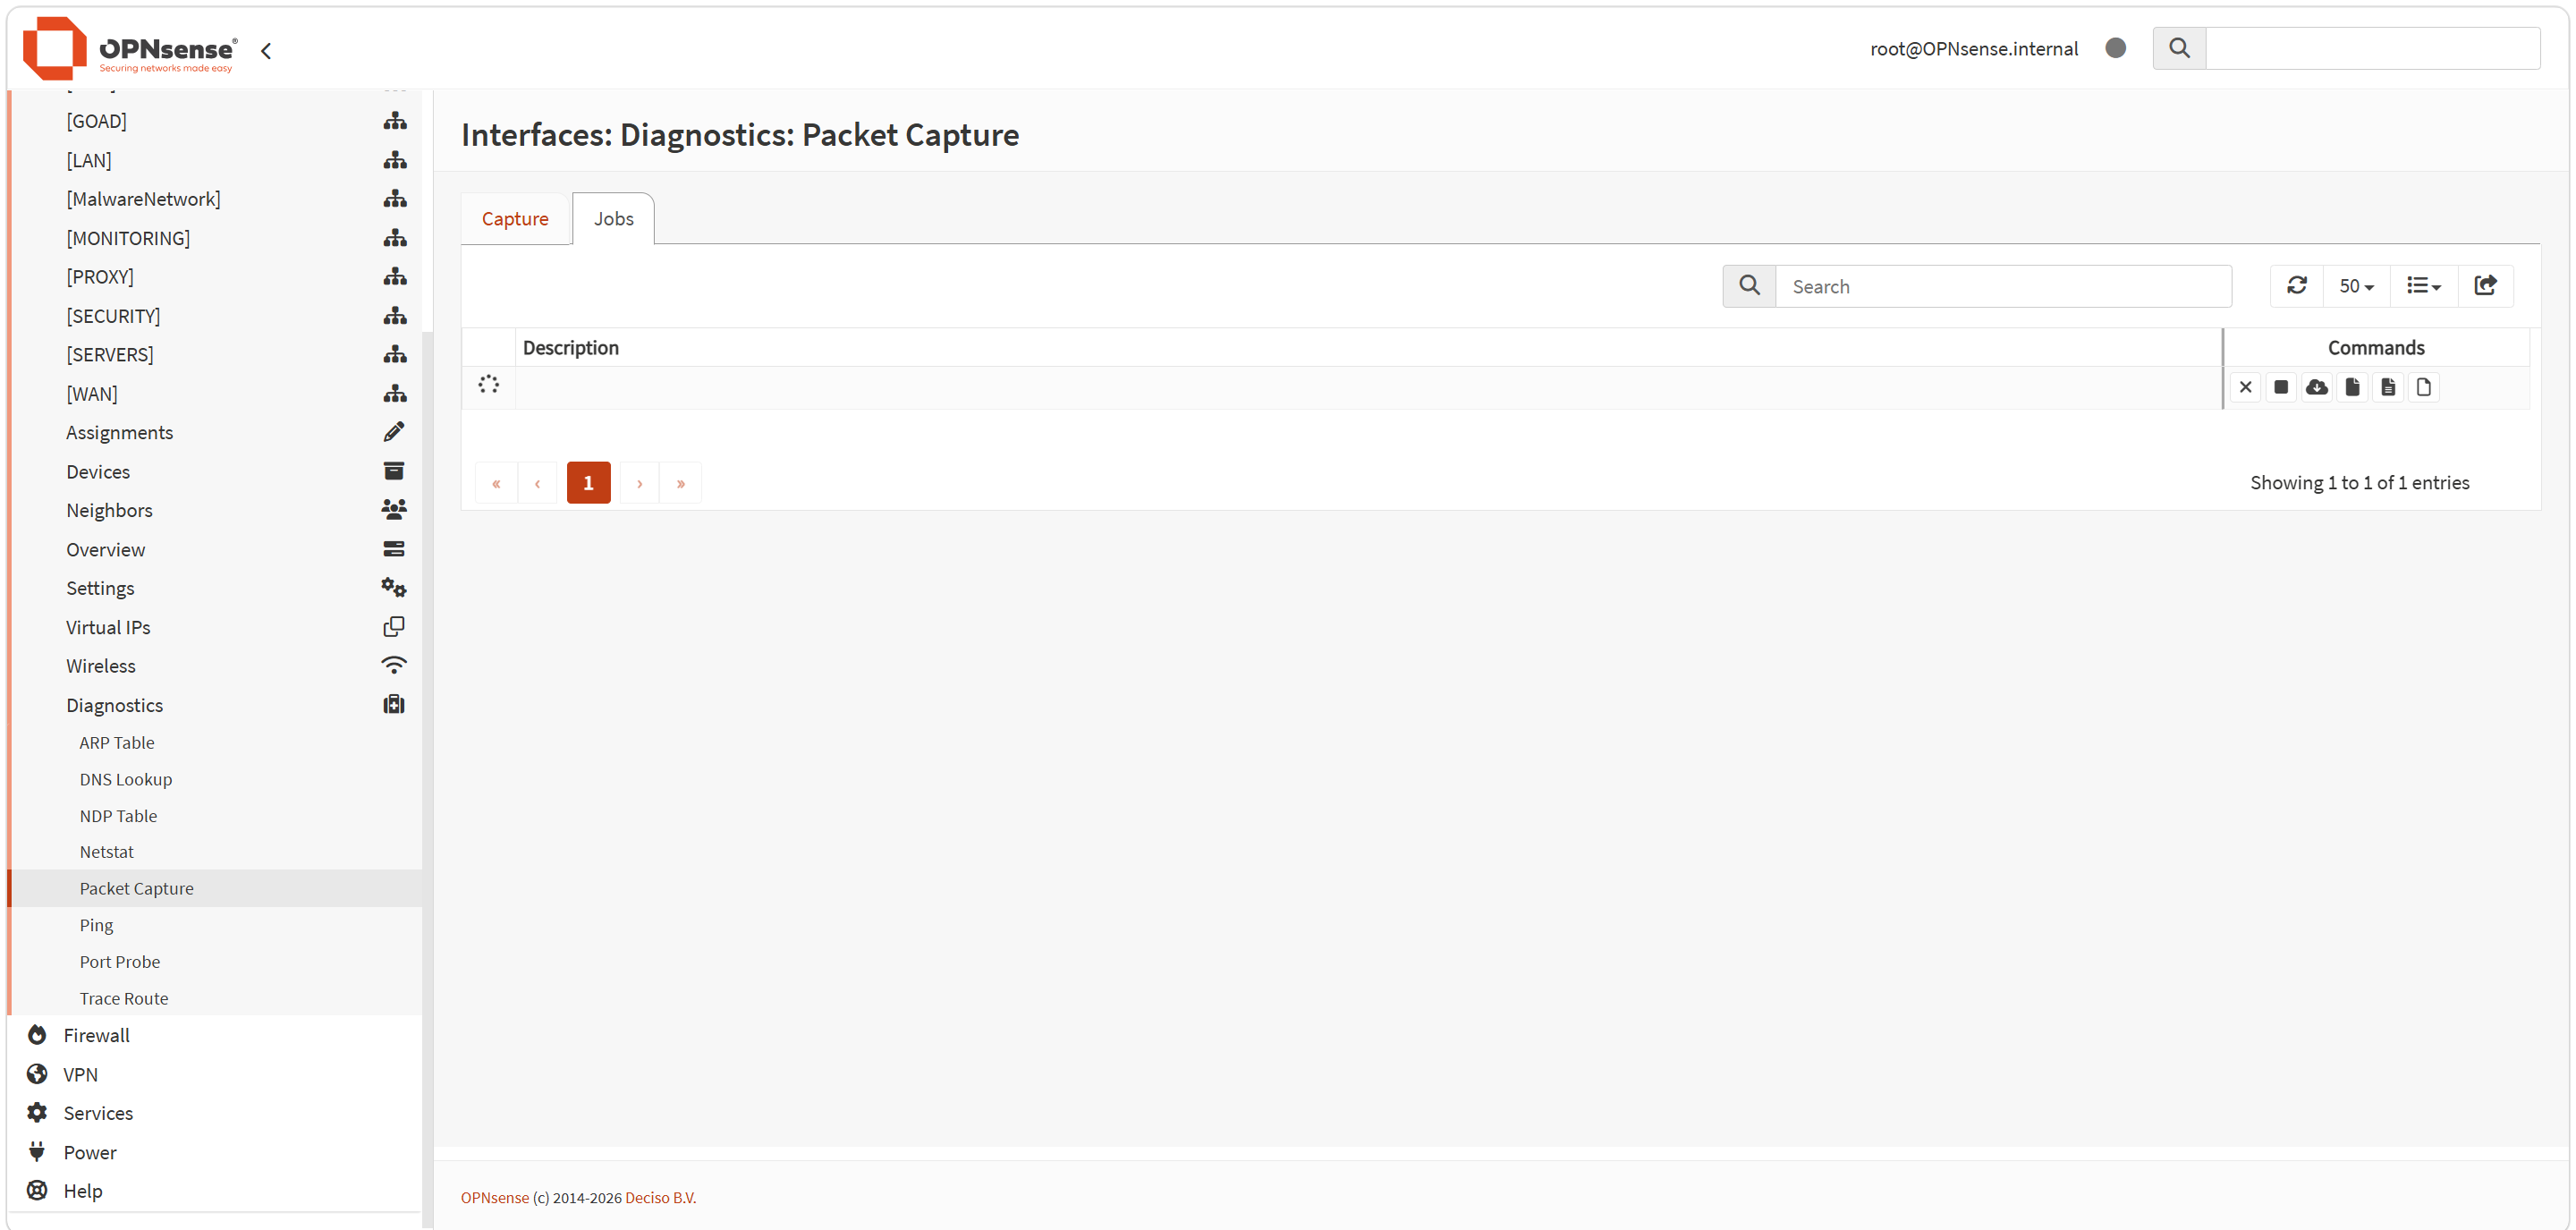 OPNsense®
Securing networks made easy
root@OPNsense.internal
[GOAD]
[LAN]
[MalwareNetwork]
[MONITORING]
[PROXY]
[SECURITY]
[SERVERS]
[WAN]
Assignments
Devices
Neighbors
Overview
Settings
Virtual IPs
Wireless
Diagnostics
ARP Table
DNS Lookup
NDP Table
Netstat
Packet Capture
Ping
Port Probe
Trace Route
Firewall
VPN
Services
Power
Help
Interfaces: Diagnostics: Packet Capture
Capture Jobs
Search 50
Description Commands
« ‹ 1 › » Showing 1 to 1 of 1 entries
OPNsense (c) 2014-2026 Deciso B.V.